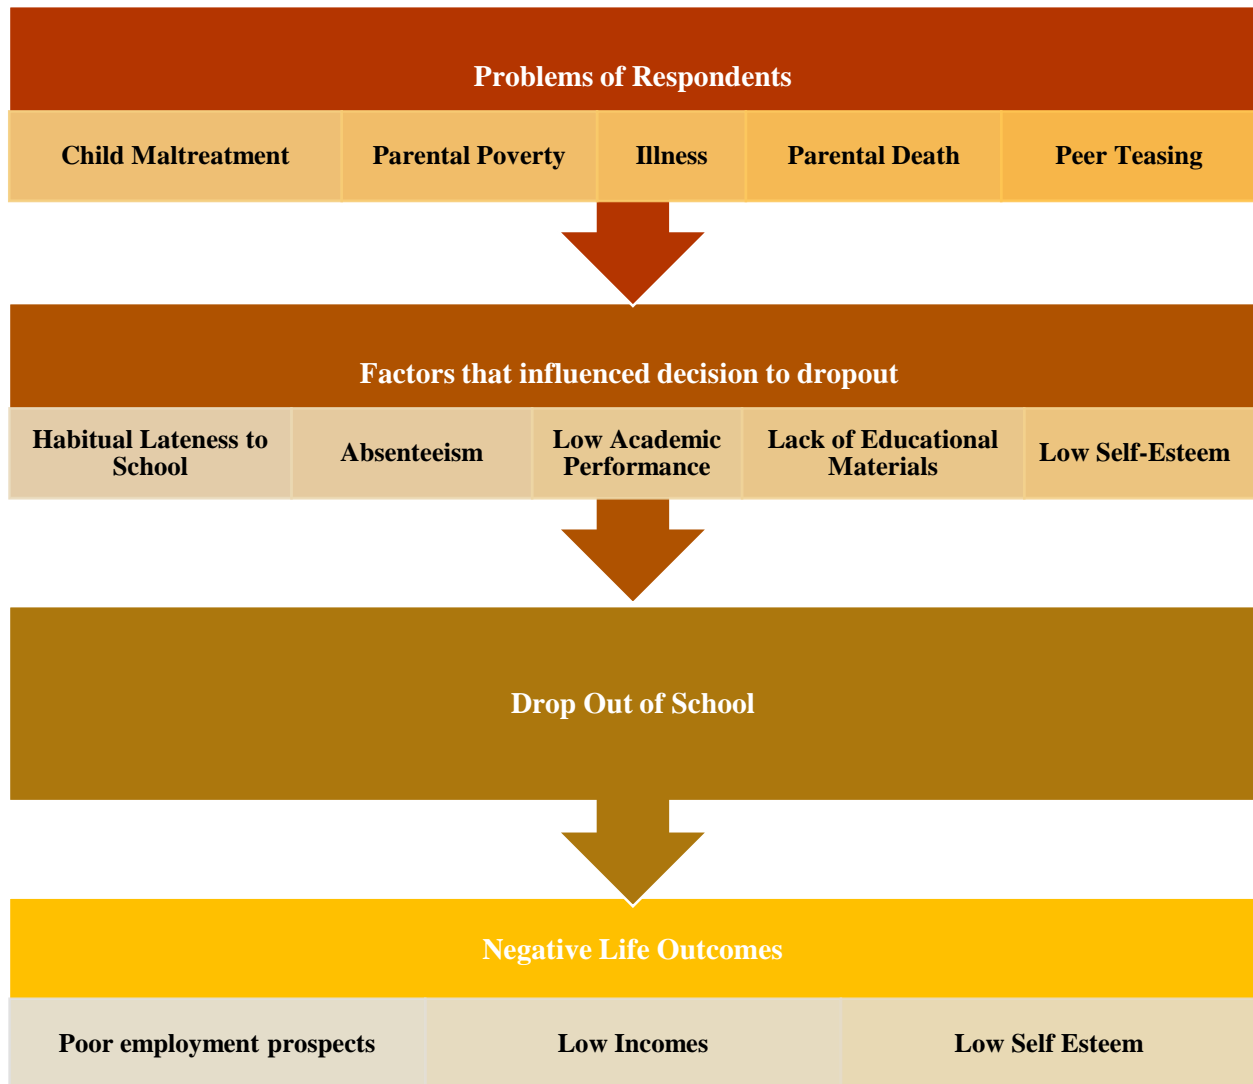 Problems of Respondents
Child Maltreatment
Parental Poverty
Illness
Parental Death
Peer Teasing
Factors that influenced decision to dropout
Habitual Lateness to
School
Absenteeism
Low Academic
Performance
Lack of Educational
Materials
Low Self-Esteem
Drop Out of School
Negative Life Outcomes
Poor employment prospects
Low Incomes
Low Self Esteem